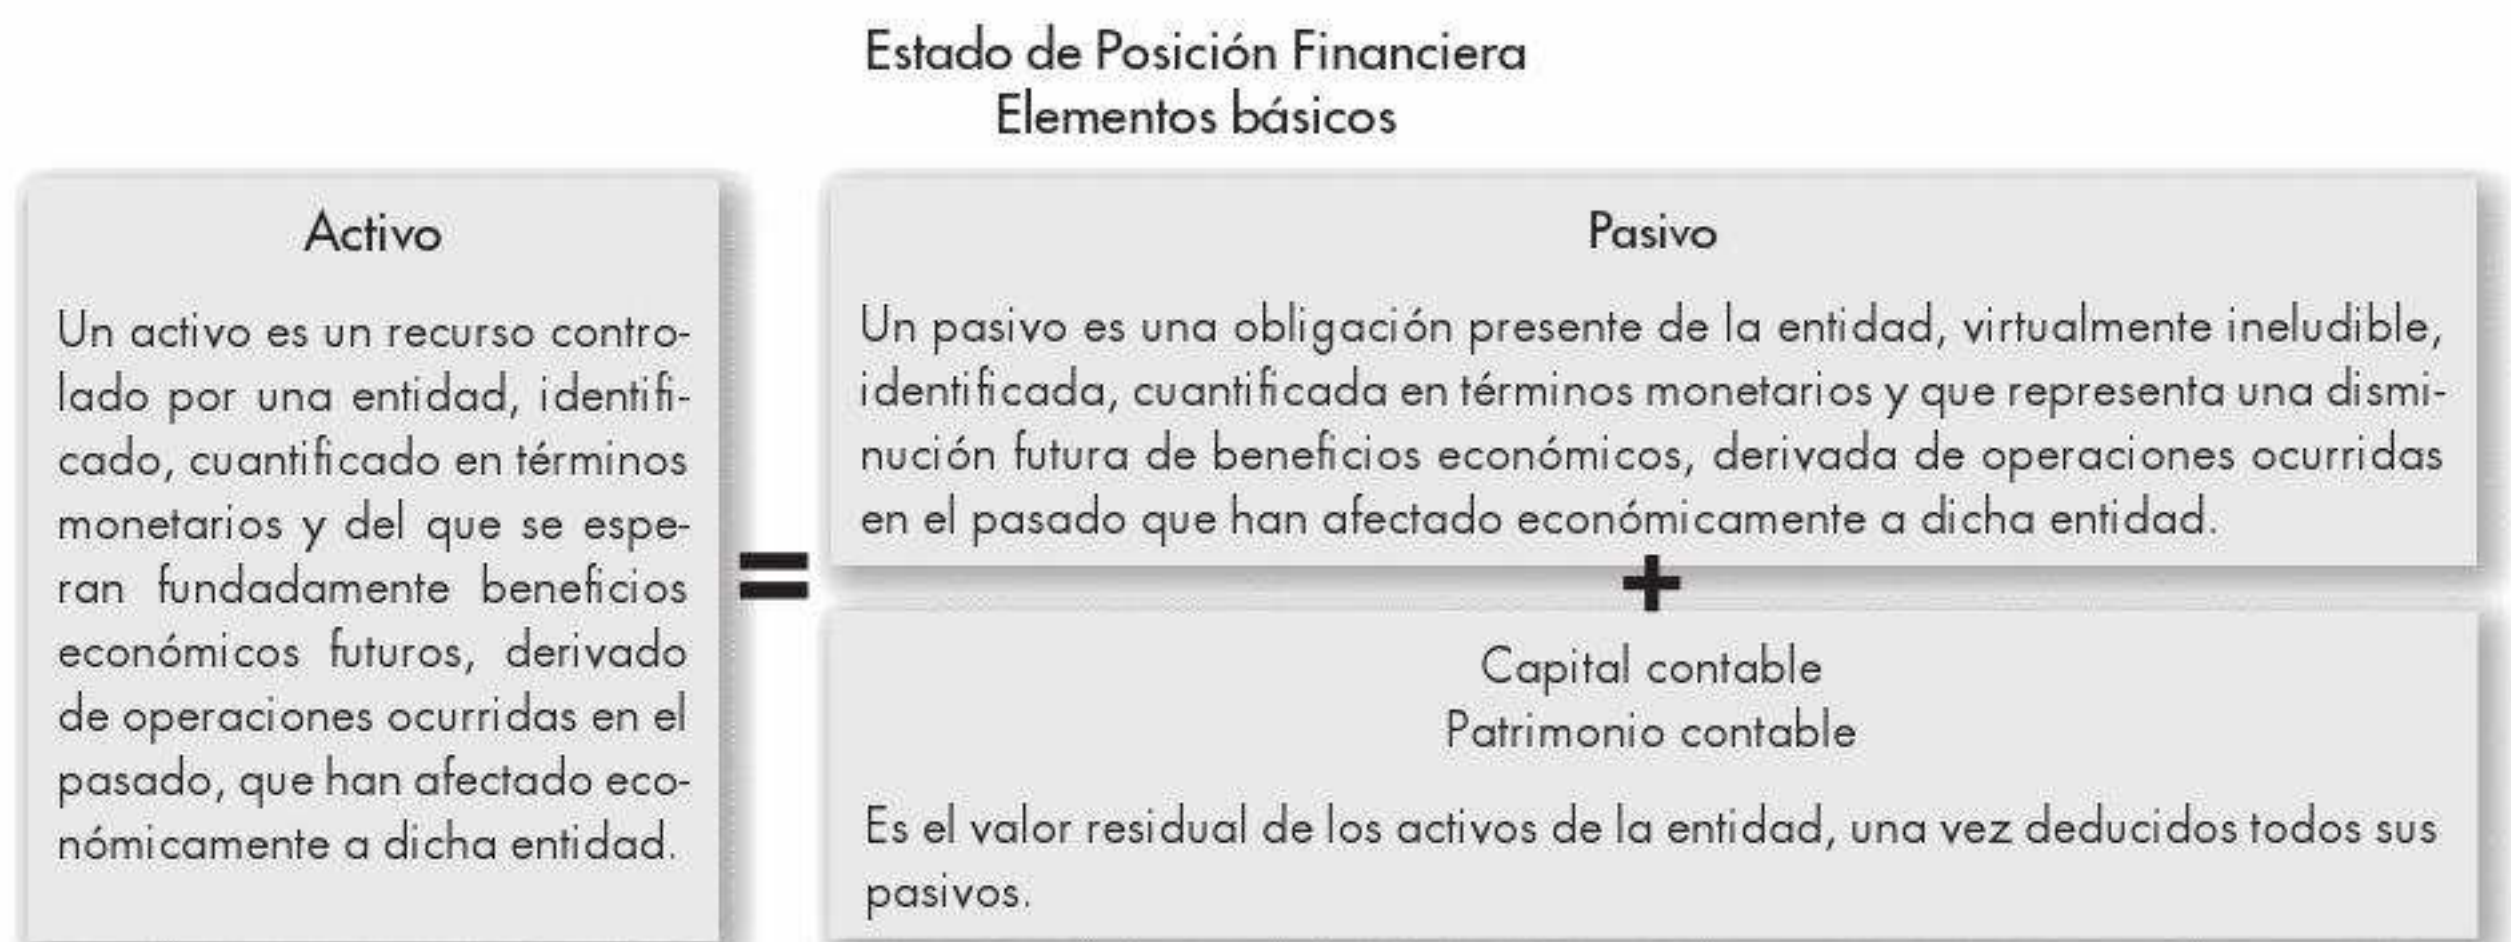 Estado de Posición Financiera
Elementos básicos
Activo
Un activo es un recurso contro-
lado por una entidad, identifi-
cado, cuantificado en términos
monetarios y del que se espe-
ran fundadamente beneficios
económicos futuros, derivado
de operaciones ocurridas en el
pasado, que han afectado eco-
nómicamente a dicha entidad.
=
Pasivo
Un pasivo es una obligación presente de la entidad, virtualmente ineludible,
identificada, cuantificada en términos monetarios y que representa una dismi-
nución futura de beneficios económicos, derivada de operaciones ocurridas
en el pasado que han afectado económicamente a dicha entidad.
+
Capital contable
Patrimonio contable
Es el valor residual de los activos de la entidad, una vez deducidos todos sus
pasivos.